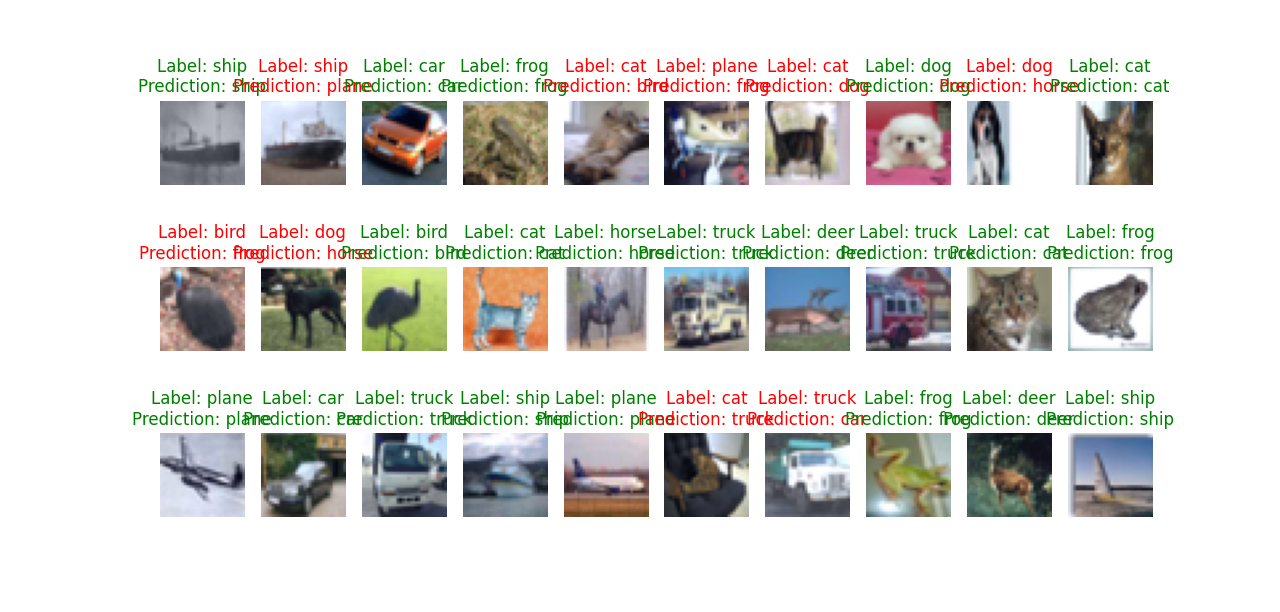 Label: ship Label: ship Label: car Label: frog Label: cat Label: plane Label: cat Label: dog Label: dog Label: cat
Prediction: ship Prediction: plane Prediction: car Prediction: frog Prediction: bird Prediction: frog Prediction: dog Prediction: dog Prediction: horse Prediction: cat
Label: bird Label: dog Label: bird Label: cat Label: horse Label: truck Label: deer Label: truck Label: cat Label: frog
Prediction: frog Prediction: horse Prediction: bird Prediction: cat Prediction: horse Prediction: truck Prediction: deer Prediction: truck Prediction: cat Prediction: frog
Label: plane Label: car Label: truck Label: ship Label: plane Label: cat Label: truck Label: frog Label: deer Label: ship
Prediction: plane Prediction: car Prediction: truck Prediction: ship Prediction: plane Prediction: truck Prediction: car Prediction: frog Prediction: deer Prediction: ship